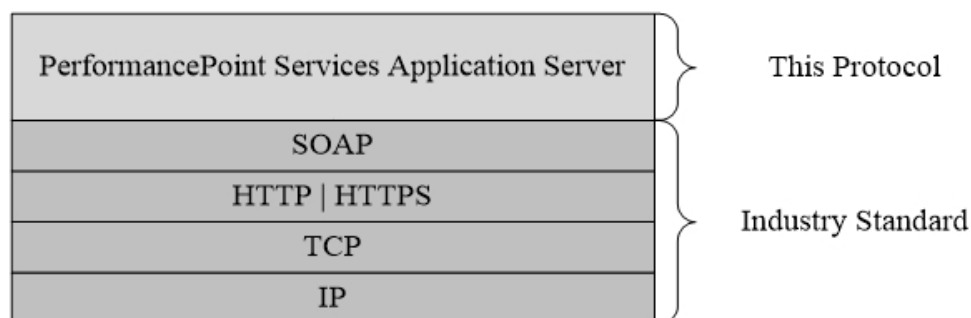 PerformancePoint Services Application Server
This Protocol
SOAP
HTTP | HTTPS
TCP
IP
Industry Standard